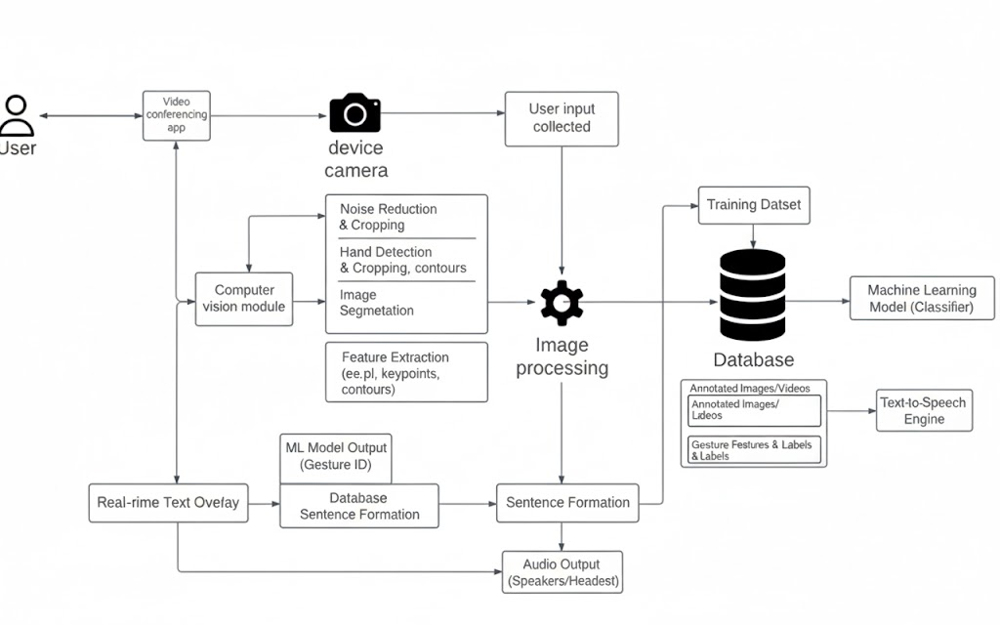 Video
conferencing
app
User
device
camera
User input
collected
Noise Reduction
& Cropping
Hand Detection
& Cropping, contours
Image
Segmetation
Computer
vision module
Feature Extraction
(ee.pl, keypoints,
contours)
Image
processing
Training Datset
Database
Machine Learning
Model (Classifier)
Annotated Images/Videos
Annotated Images/
Lideos
Gesture Features & Labels
& Labels
Text-to-Speech
Engine
ML Model Output
(Gesture ID)
Real-rime Text Ovefay
Database
Sentence Formation
Sentence Formation
Audio Output
(Speakers/Headest)